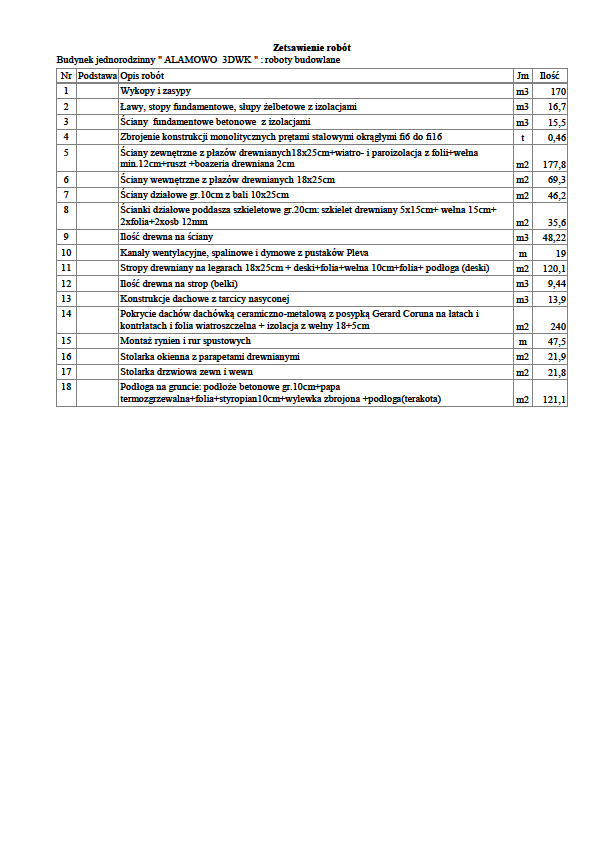 Zetsawienie robót
Budynek jednorodzinny " ALAMOWO 3DWK " : roboty budowlane
Nr Podstawa Opis robót Jm Ilość
1 Wykopy i zasypy m3 170
2 Ławy, stopy fundamentowe, słupy żelbetowe z izolacjami m3 16,7
3 Ściany fundamentowe betonowe z izolacjami m3 15,5
4 Zbrojenie konstrukcji monolitycznych prętami stalowymi okrągłymi fi6 do fi16 t 0,46
5 Ściany zewnętrzne z płazów drewnianych18x25cm+wiatro- i paroizolacja z folii+wełna
min.12cm+ruszt +boazeria drewniana 2cm m2 177,8
6 Ściany wewnętrzne z płazów drewnianych 18x25cm m2 69,3
7 Ściany działowe gr.10cm z bali 10x25cm m2 46,2
8 Ścianki działowe poddasza szkieletowe gr.20cm: szkielet drewniany 5x15cm+ wełna 15cm+
2xfolia+2xosb 12mm m2 35,6
9 Ilość drewna na ściany m3 48,22
10 Kanały wentylacyjne, spalinowe i dymowe z pustaków Pleva m 19
11 Stropy drewniany na legarach 18x25cm + deski+folia+wełna 10cm+folia+ podłoga (deski) m2 120,1
12 Ilość drewna na strop (belki) m3 9,44
13 Konstrukcje dachowe z tarcicy nasyconej m3 13,9
14 Pokrycie dachów dachówką ceramiczno-metalową z posypką Gerard Coruna na łatach i
kontrłatach i folia wiatroszczelna + izolacja z wełny 18+5cm m2 240
15 Montaż rynien i rur spustowych m 47,5
16 Stolarka okienna z parapetami drewnianymi m2 21,9
17 Stolarka drzwiowa zewn i wewn m2 21,8
18 Podłoga na gruncie: podłoże betonowe gr.10cm+papa
termozgrzewalna+folia+styropian10cm+wylewka zbrojona +podłoga(terakota) m2 121,1